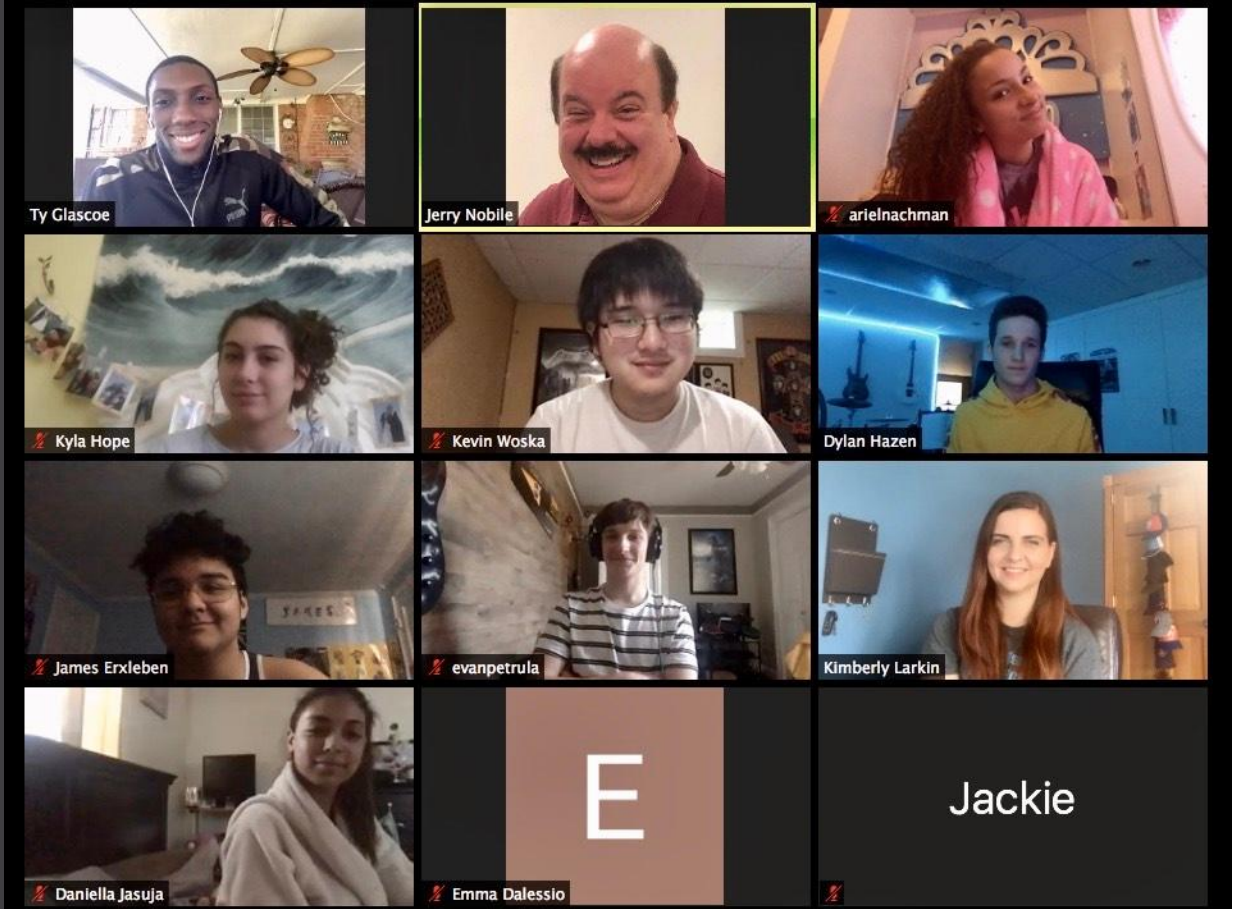 Ty Glascoe
Jerry Nobile
arielnachman
Kyla Hope
Kevin Woska
Dylan Hazen
James Erxleben
JAMES
evanpetrula
Kimberly Larkin
Daniella Jasuja
E
Emma Dalessio
Jackie